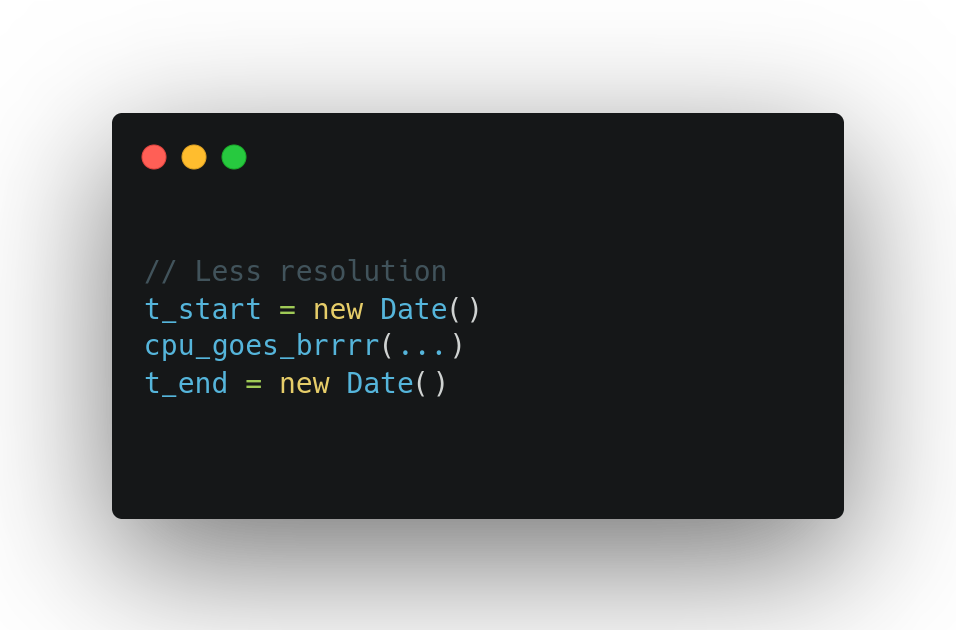 // Less resolution
t_start = new Date()
cpu_goes_brrrr(...)
t_end = new Date()